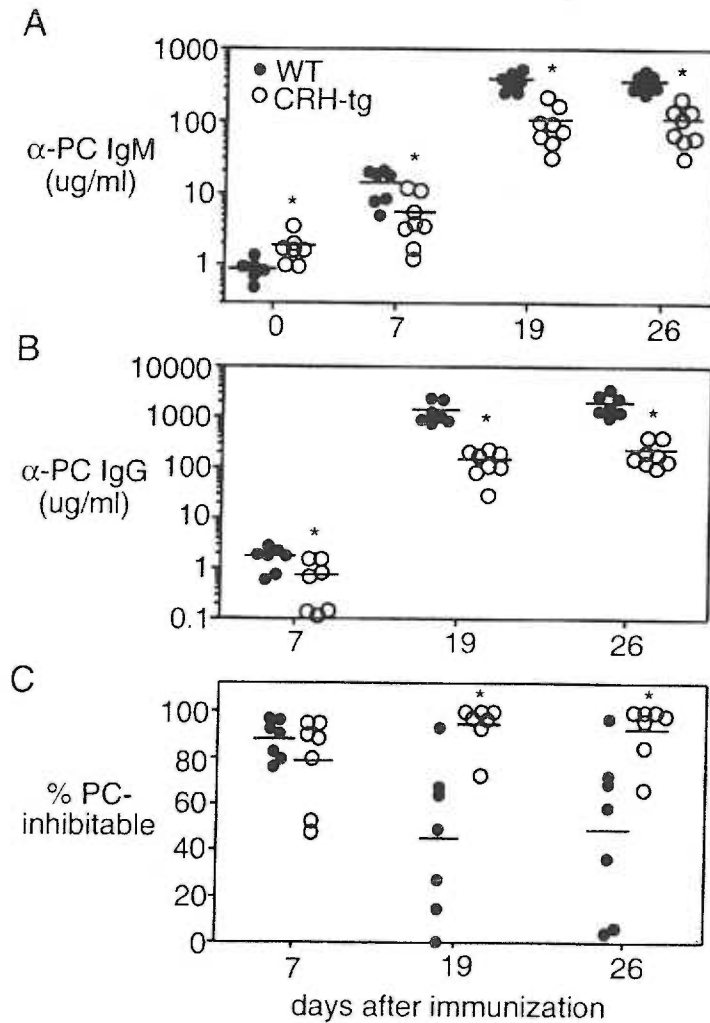 A
1000
100
10
1
α-PC IgM
(ug/ml)
WT
CRH-tg
*
*
*
*
0
7
19
26
B
10000
1000
100
10
1
0.1
α-PC IgG
(ug/ml)
*
*
*
7
19
26
C
100
80
60
40
20
0
% PC-
inhibitable
*
*
7
19
26
days after immunization